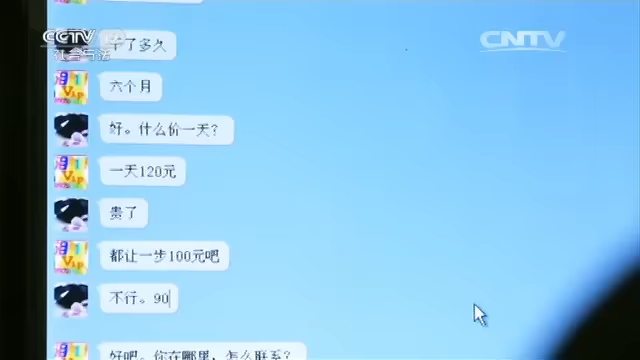 CCTV
社会与法
CNTV
干了多久
六个月
好。什么价一天?
一天120元
贵了
都让一步100元吧
不行。90
好吧。你在哪里，怎么联系?